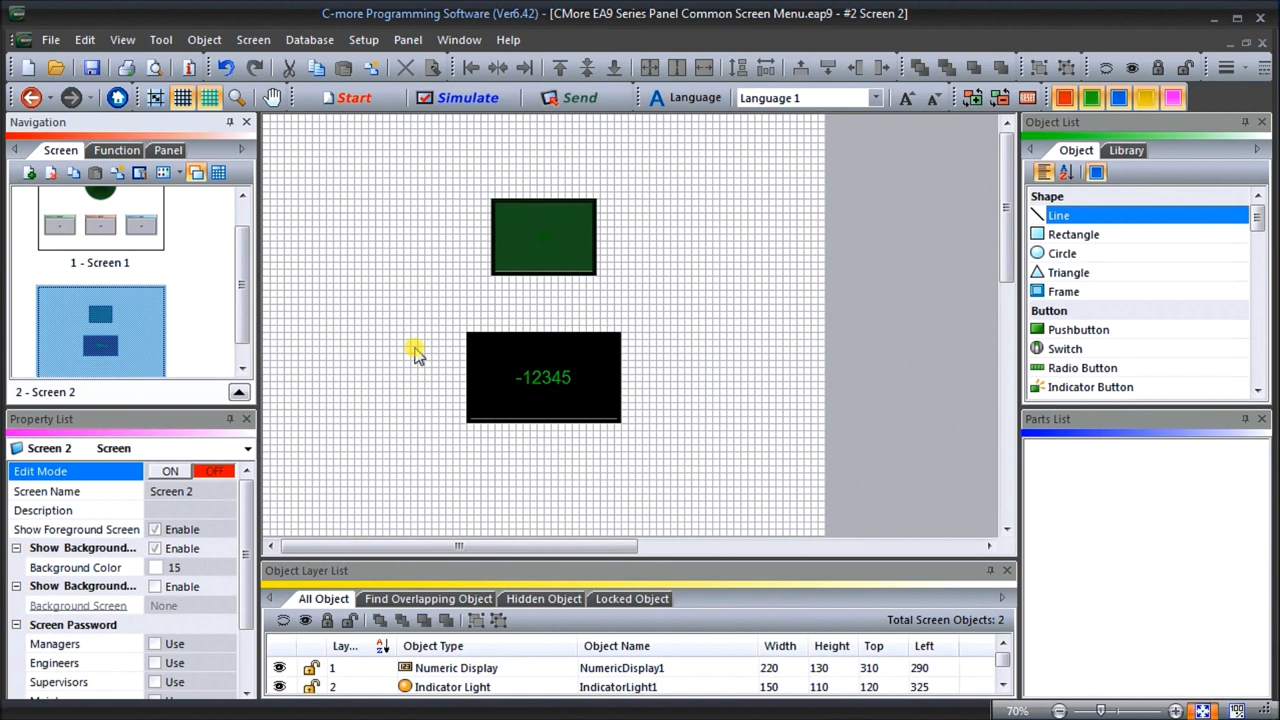 C-more Programming Software (Ver6.42) - [CMore EA9 Series Panel Common Screen Menu.eap9 - #2 Screen 2]
File Edit View Tool Object Screen Database Setup Panel Window Help
Start Simulate Send Language Language 1
Navigation
Screen Function Panel
1 - Screen 1
2 - Screen 2
Property List
Screen 2 Screen
Edit Mode ON OFF
Screen Name Screen 2
Description
Show Foreground Screen Enable
Show Background... Enable
Background Color 15
Show Background... Enable
Background Screen None
Screen Password
Managers Use
Engineers Use
Supervisors Use
-12345
Object Layer List
All Object Find Overlapping Object Hidden Object Locked Object
Total Screen Objects: 2
Lay... Object Type Object Name Width Height Top Left
1 Numeric Display NumericDisplay1 220 130 310 290
2 Indicator Light IndicatorLight1 150 110 120 325
Object List
Object Library
Shape
Line
Rectangle
Circle
Triangle
Frame
Button
Pushbutton
Switch
Radio Button
Indicator Button
Parts List
70%